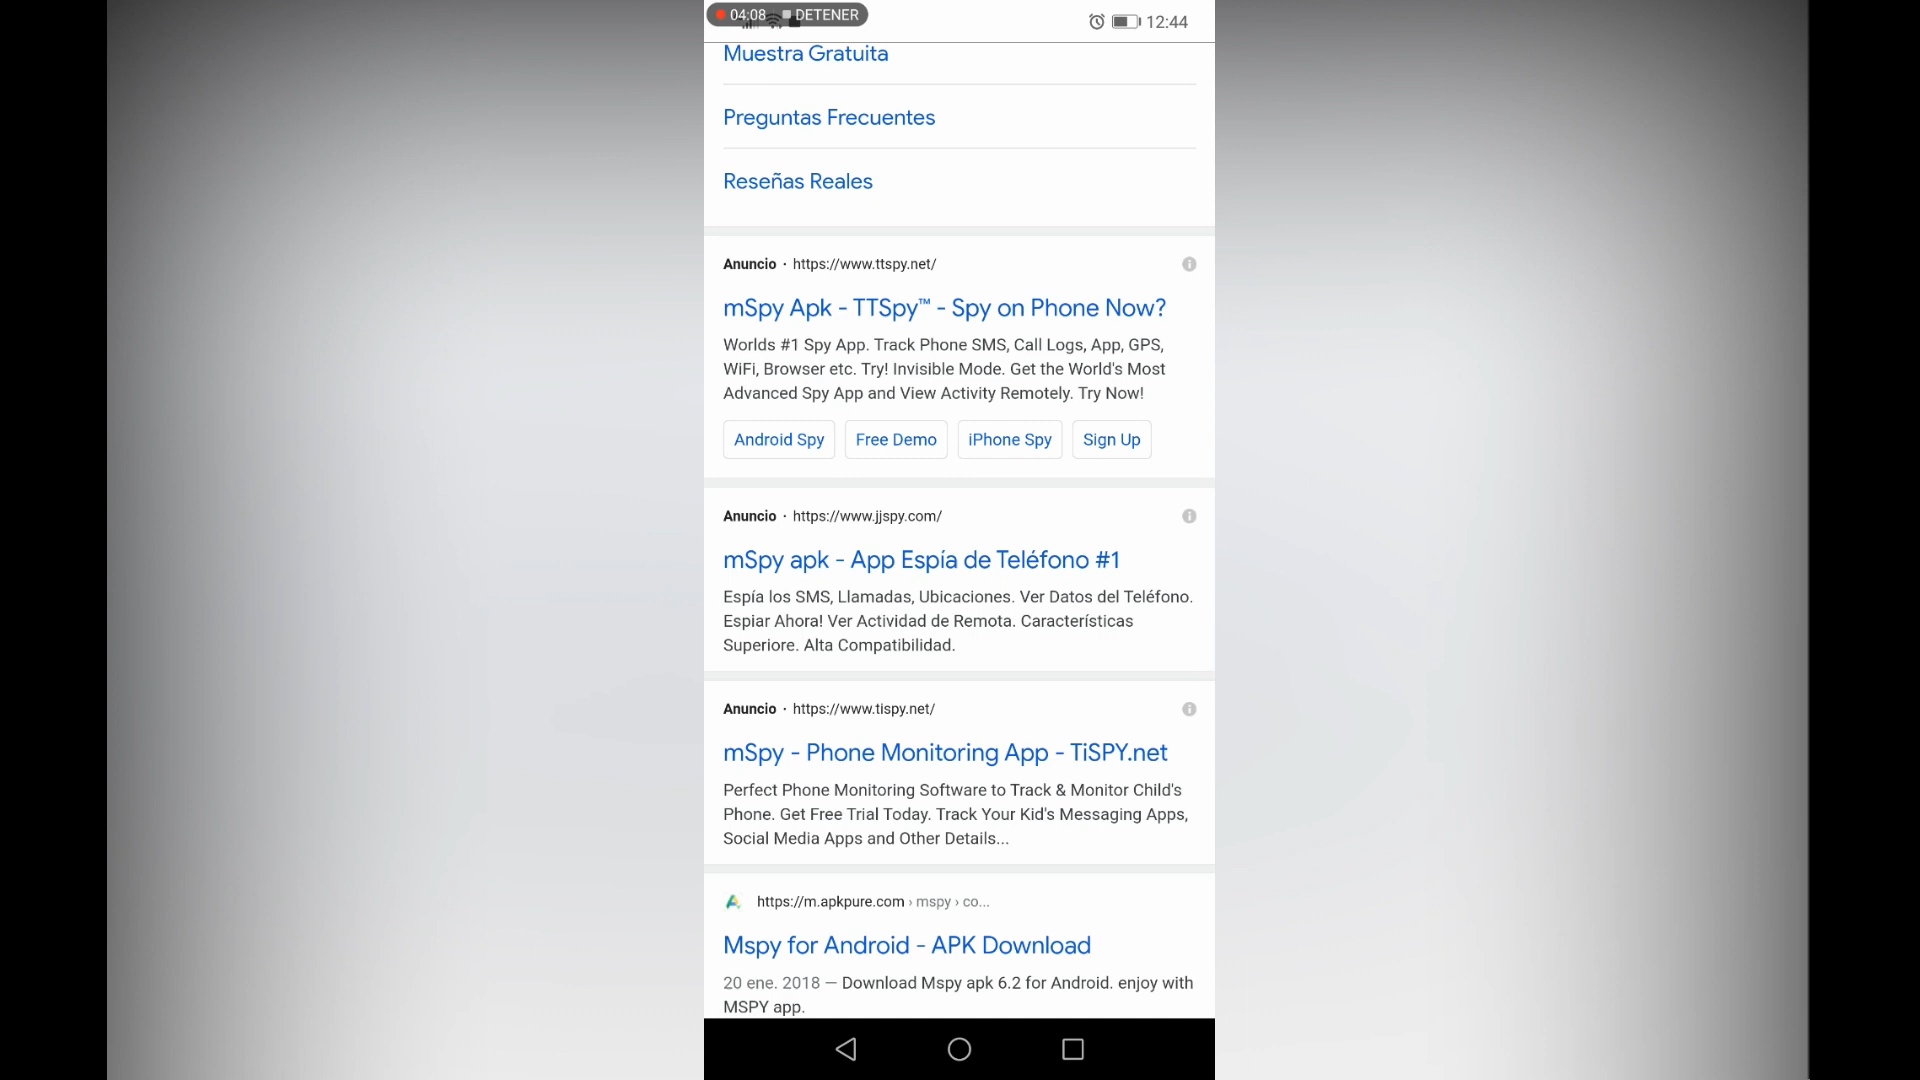 04:08 DETENER
12:44
Muestra Gratuita
Preguntas Frecuentes
Reseñas Reales
Anuncio · https://www.ttspy.net/
mSpy Apk - TTSpy™ - Spy on Phone Now?
Worlds #1 Spy App. Track Phone SMS, Call Logs, App, GPS,
WiFi, Browser etc. Try! Invisible Mode. Get the World's Most
Advanced Spy App and View Activity Remotely. Try Now!
Android Spy Free Demo iPhone Spy Sign Up
Anuncio · https://www.jjspy.com/
mSpy apk - App Espía de Teléfono #1
Espía los SMS, Llamadas, Ubicaciones. Ver Datos del Teléfono.
Espiar Ahora! Ver Actividad de Remota. Características
Superiore. Alta Compatibilidad.
Anuncio · https://www.tispy.net/
mSpy - Phone Monitoring App - TiSPY.net
Perfect Phone Monitoring Software to Track & Monitor Child's
Phone. Get Free Trial Today. Track Your Kid's Messaging Apps,
Social Media Apps and Other Details...
https://m.apkpure.com › mspy › co...
Mspy for Android - APK Download
20 ene. 2018 — Download Mspy apk 6.2 for Android. enjoy with
MSPY app.